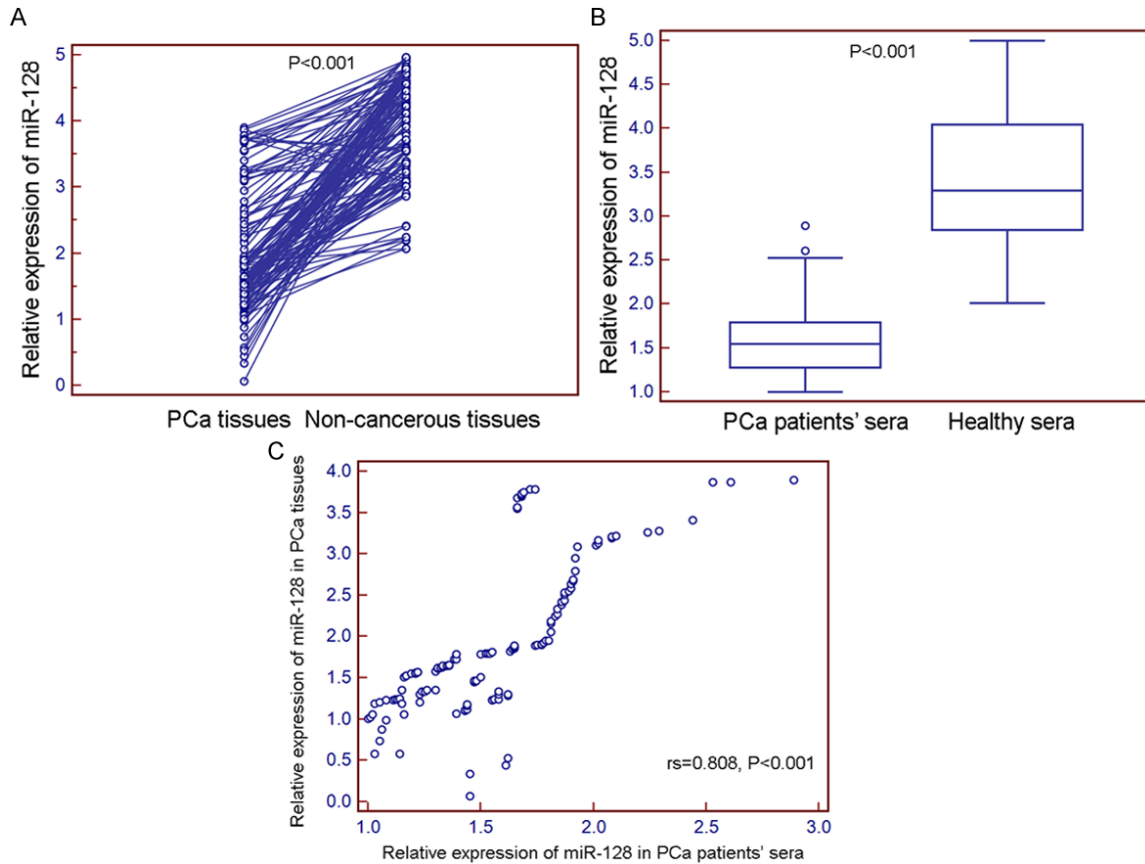 A
Relative expression of miR-128
5
4
3
2
1
0
P<0.001
PCa tissues Non-cancerous tissues
B
Relative expression of miR-128
5.0
4.5
4.0
3.5
3.0
2.5
2.0
1.5
1.0
P<0.001
PCa patients' sera Healthy sera
C
Relative expression of miR-128 in PCa tissues
4.0
3.5
3.0
2.5
2.0
1.5
1.0
0.5
0.0
rs=0.808, P<0.001
1.0 1.5 2.0 2.5 3.0
Relative expression of miR-128 in PCa patients' sera